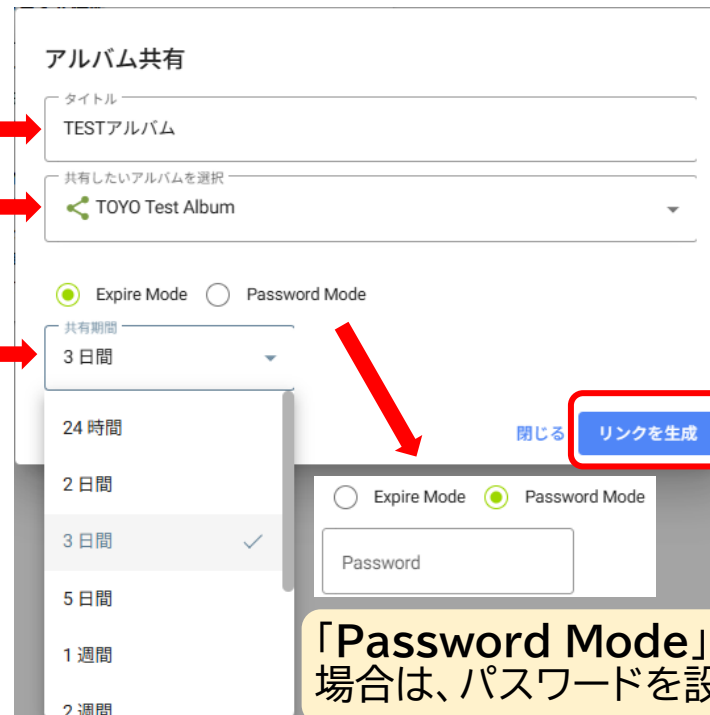 アルバム共有
タイトル
TESTアルバム
共有したいアルバムを選択
TOYO Test Album
Expire Mode Password Mode
共有期間
3 日間
24 時間
2 日間
3 日間
5 日間
1 週間
2 週間
閉じる リンクを生成
Expire Mode Password Mode
Password
「Password Mode」
場合は、パスワードを設